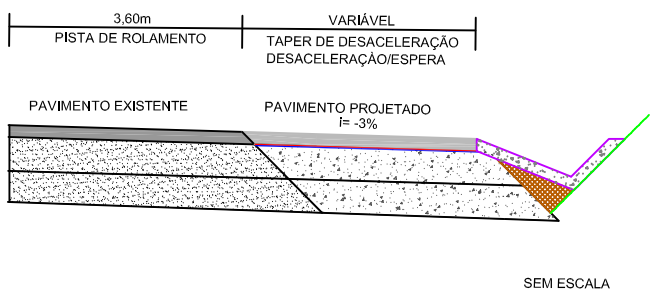 3,60m
VARIÁVEL
PISTA DE ROLAMENTO
TAPER DE DESACELERAÇÃO
DESACELERAÇÃO/ESPERA
PAVIMENTO EXISTENTE
PAVIMENTO PROJETADO
i= -3%
SEM ESCALA